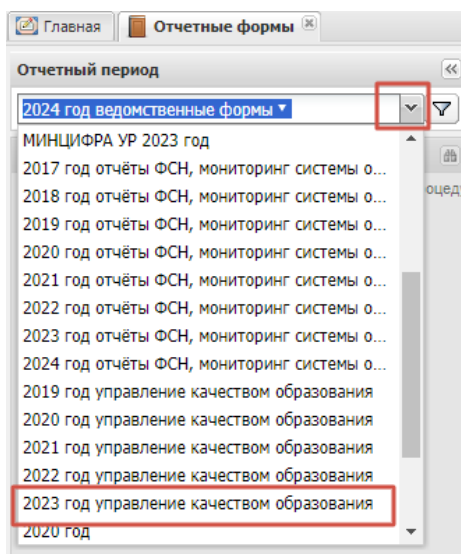 Главная
Отчетные формы
Отчетный период
2024 год ведомственные формы
МИНЦИФРА УР 2023 год
2017 год отчёты ФСН, мониторинг системы о...
2018 год отчёты ФСН, мониторинг системы о...
2019 год отчёты ФСН, мониторинг системы о...
2020 год отчёты ФСН, мониторинг системы о...
2021 год отчёты ФСН, мониторинг системы о...
2022 год отчёты ФСН, мониторинг системы о...
2023 год отчёты ФСН, мониторинг системы о...
2024 год отчёты ФСН, мониторинг системы о...
2019 год управление качеством образования
2020 год управление качеством образования
2021 год управление качеством образования
2022 год управление качеством образования
2023 год управление качеством образования
2020 год